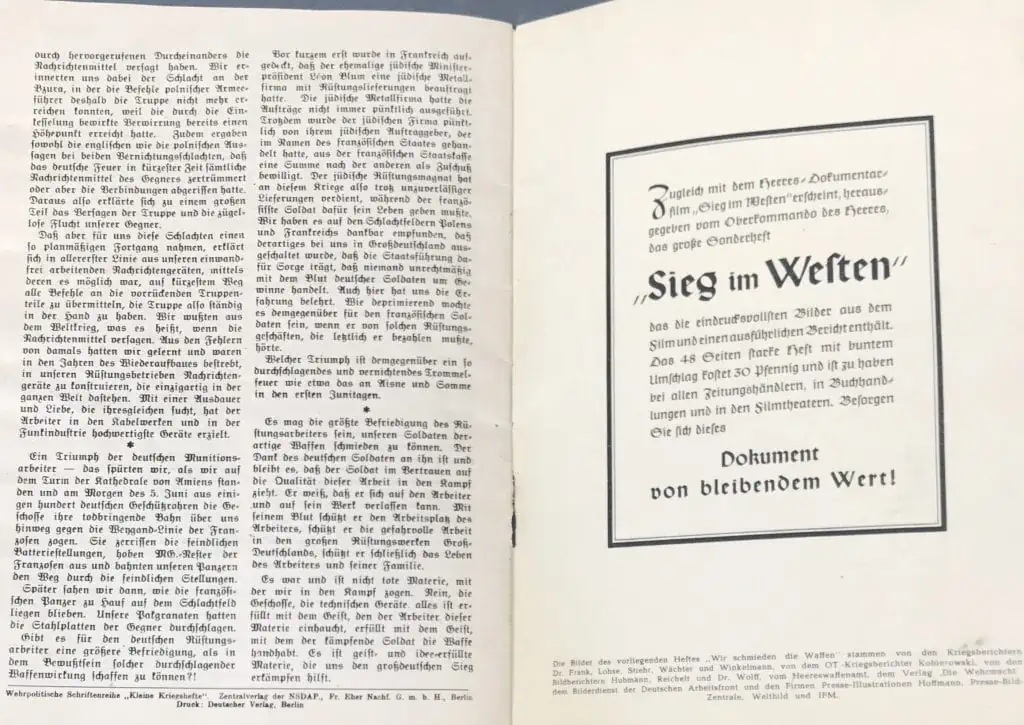 durch hervorgerufenen Durcheinanders die
Nachrichtenmittel versagt haben. Wir er-
innerten uns dabei der Schlacht an der
Bzura, in der die Befehle polnischer Armee-
führer deshalb die Truppe nicht mehr er-
reichen konnten, weil die durch die Ein-
kesselung bewirkte Verwirrung bereits einen
Höhepunkt erreicht hatte. Zudem ergaben
sowohl die englischen wie die polnischen Aus-
sagen bei beiden Vernichtungsschlachten, daß
das deutsche Feuer in kürzester Zeit sämtliche
Nachrichtenmittel des Gegners zertrümmert
oder aber die Verbindungen abgerissen hatte.
Daraus also erklärte sich zu einem großen
Teil das Versagen der Truppe und die zügel-
lose Flucht unserer Gegner.
Daß aber für uns diese Schlachten einen
so planmäßigen Fortgang nahmen, erklärt
sich in allererster Linie aus unseren einwand-
frei arbeitenden Nachrichtengeräten, mittels
deren es möglich war, auf kürzestem Weg
alle Befehle an die vorrückenden Truppen-
teile zu übermitteln, die Truppe also ständig
in der Hand zu haben. Wir wußten aus
dem Weltkrieg, was es heißt, wenn die
Nachrichtenmittel versagen. Aus den Fehlern
von damals hatten wir gelernt und waren
in den Jahren des Wiederaufbaues bestrebt,
in unseren Rüstungsbetrieben Nachrichten-
geräte zu konstruieren, die einzigartig in der
ganzen Welt dastehen. Mit einer Ausdauer
und Liebe, die ihresgleichen sucht, hat der
Arbeiter in den Kabelwerken und in der
Funkindustrie hochwertigste Geräte erzielt.
*
Ein Triumph der deutschen Munitions-
arbeiter — das spürten wir, als wir auf
dem Turm der Kathedrale von Amiens stan-
den und am Morgen des 5. Juni aus eini-
gen hundert deutschen Geschützrohren die Ge-
schosse ihre todbringende Bahn über uns
hinweg gegen die Weygand-Linie der Fran-
zosen zogen. Sie zerrissen die feindlichen
Batteriestellungen, hoben MG.-Nester der
Franzosen aus und bahnten unseren Panzern
den Weg durch die feindlichen Stellungen.
Später sahen wir dann, wie die französi-
schen Panzer zu Hauf auf dem Schlachtfeld
liegen blieben. Unsere Pakgranaten hatten
die Stahlplatten der Gegner durchschlagen.
Gibt es für den deutschen Rüstungs-
arbeiter eine größere Befriedigung, als in
dem Bewußtsein solcher durchschlagender
Waffenwirkung schaffen zu können?!
Vor kurzem erst wurde in Frankreich auf-
gedeckt, daß der ehemalige jüdische Minister-
präsident Léon Blum eine jüdische Metall-
firma mit Rüstungslieferungen beauftragt
hatte. Die jüdische Metallfirma hatte die
Aufträge nicht immer pünktlich ausgeführt.
Trotzdem wurde der jüdischen Firma pünkt-
lich von ihrem jüdischen Auftraggeber, der
im Namen des französischen Staates gehan-
delt hatte, aus der französischen Staatskasse
eine Summe nach der anderen als Zuschuß
bewilligt. Der jüdische Rüstungsmagnat hat
an diesem Kriege also trotz unzuverlässiger
Lieferungen verdient, während der franzö-
sische Soldat dafür sein Leben geben mußte.
Wir haben es auf den Schlachtfeldern Polens
und Frankreichs dankbar empfunden, daß
derartiges bei uns in Großdeutschland aus-
geschaltet wurde, daß die Staatsführung da-
für Sorge trägt, daß niemand unrechtmäßig
mit dem Blut deutscher Soldaten um Ge-
winne handelt. Auch hier hat uns die Er-
fahrung belehrt. Wie deprimierend mochte
es demgegenüber für den französischen Sol-
daten sein, wenn er von solchen Rüstungs-
geschäften, die letztlich er bezahlen mußte,
hörte.
Welcher Triumph ist demgegenüber ein so
durchschlagendes und vernichtendes Trommel-
feuer wie etwa das an Aisne und Somme
in den ersten Junitagen.
*
Es mag die größte Befriedigung des Rü-
stungsarbeiters sein, unseren Soldaten der-
artige Waffen schmieden zu können. Der
Dank des deutschen Soldaten an ihn ist und
bleibt es, daß der Soldat im Vertrauen auf
die Qualität dieser Arbeit in den Kampf
zieht. Er weiß, daß er sich auf den Arbeiter
und auf sein Werk verlassen kann. Mit
seinem Blut schützt er den Arbeitsplatz des
Arbeiters, schützt er die gefahrvolle Arbeit
in den großen Rüstungswerken Groß-
Deutschlands, schützt er schließlich das Leben
des Arbeiters und seiner Familie.
Es war und ist nicht tote Materie, mit
der wir in den Kampf zogen. Nein, die
Geschosse, die technischen Geräte, alles ist er-
füllt mit dem Geist, den der Arbeiter dieser
Materie einhaucht, erfüllt mit dem Geist,
mit dem der kämpfende Soldat die Waffe
handhabt. Es ist geist- und idee-erfüllte
Materie, die uns den großdeutschen Sieg
erkämpfen hilft.
Wehrpolitische Schriftenreihe „Kleine Kriegshefte". Zentralverlag der NSDAP., Fr. Eher Nachf. G. m. b. H., Berlin
Druck: Deutscher Verlag, Berlin
Zugleich mit dem Heeres-Dokumentar-
film „Sieg im Westen" erscheint, heraus-
gegeben vom Oberkommando des Heeres,
das große Sonderheft
„Sieg im Westen"
das die eindrucksvollsten Bilder aus dem
Film und einen ausführlichen Bericht enthält.
Das 48 Seiten starke Heft mit buntem
Umschlag kostet 30 Pfennig und ist zu haben
bei allen Zeitungshändlern, in Buchhand-
lungen und in den Filmtheatern. Besorgen
Sie sich dieses
Dokument
von bleibendem Wert!
Die Bilder des vorliegenden Heftes „Wir schmieden die Waffen" stammen von den Kriegsberichtern
Dr. Frank, Lohse, Stiehr, Wächter und Winkelmann, von dem OT-Kriegsberichter Kobierowski, von den
Bildberichtern Hubmann, Reichelt und Dr. Wolff, vom Heereswaffenamt, dem Verlag „Die Wehrmacht"
dem Bilderdienst der Deutschen Arbeitsfront und den Firmen Presse-Illustrationen Hoffmann, Presse-Bild-
Zentrale, Weltbild und IFM.